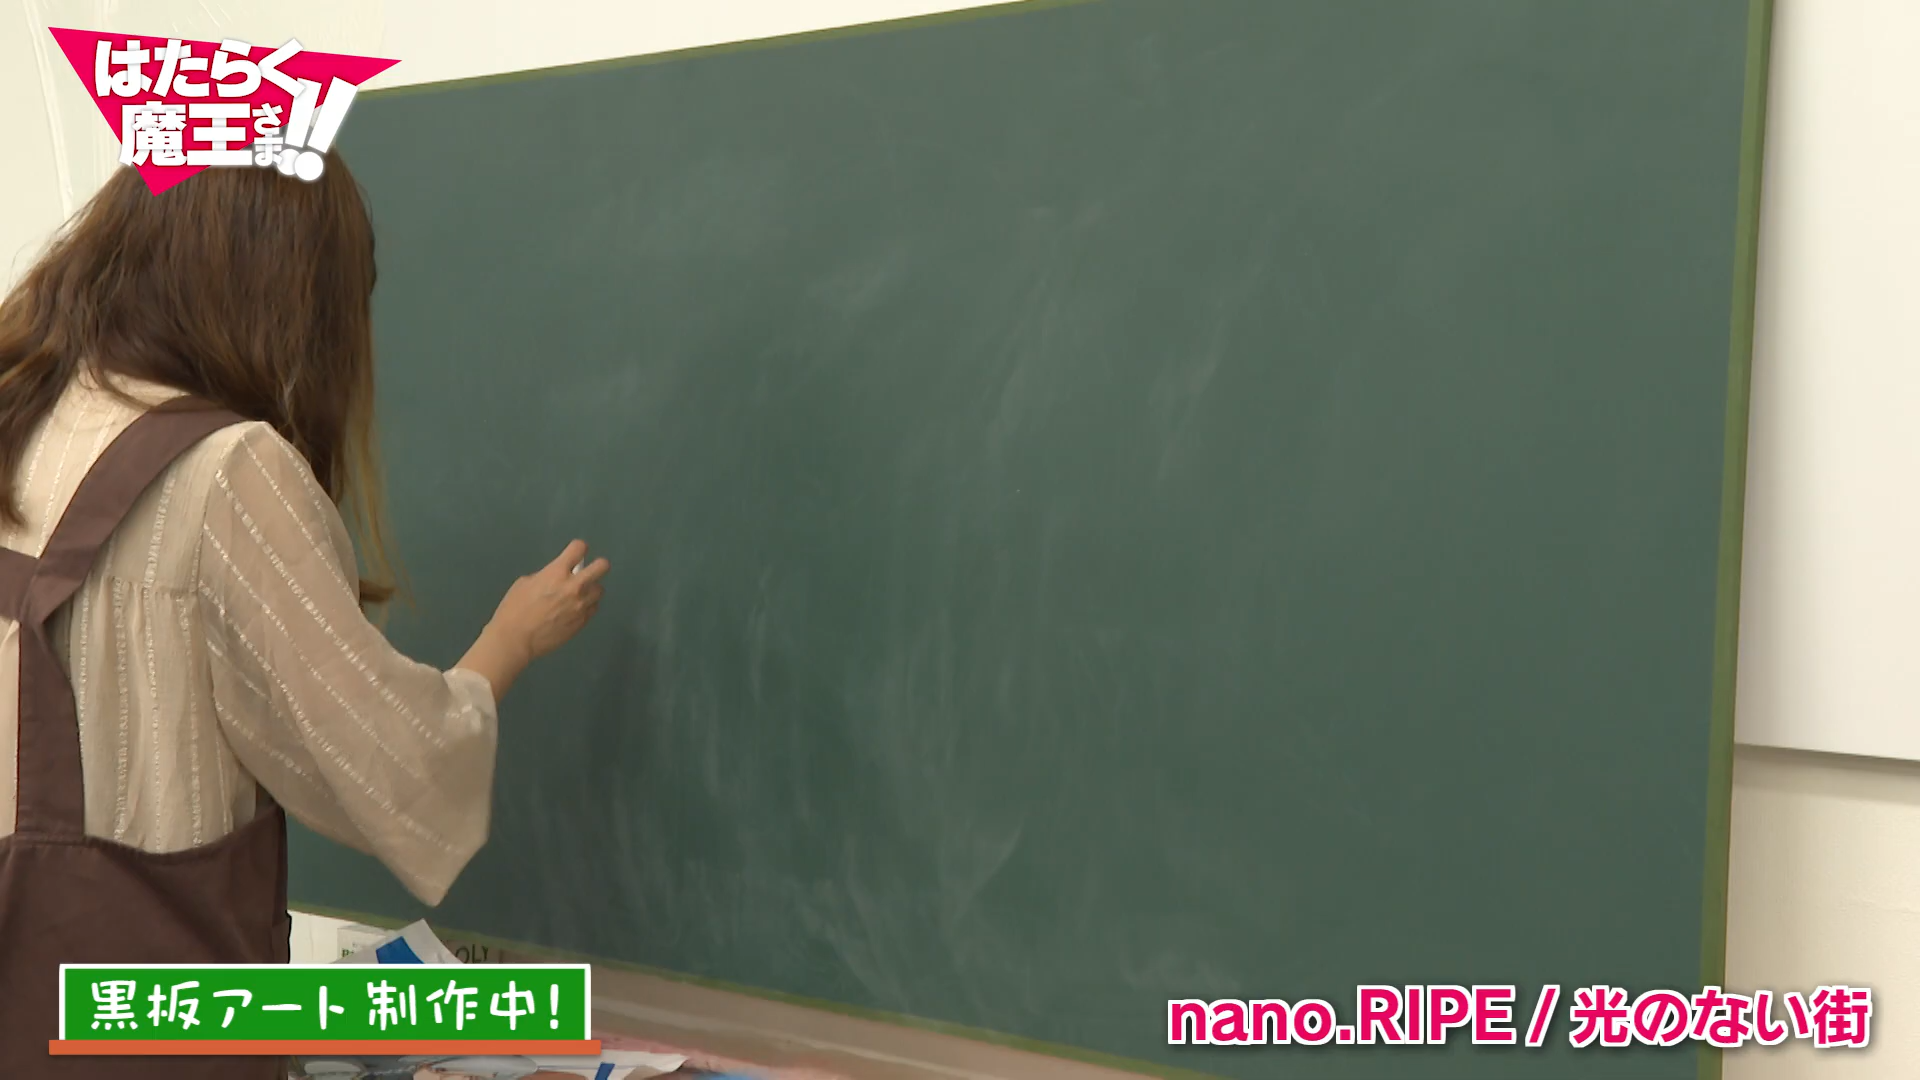 はたらく
魔王さま!!
OLY
黒板アート制作中!
nano.RIPE / 光のない街